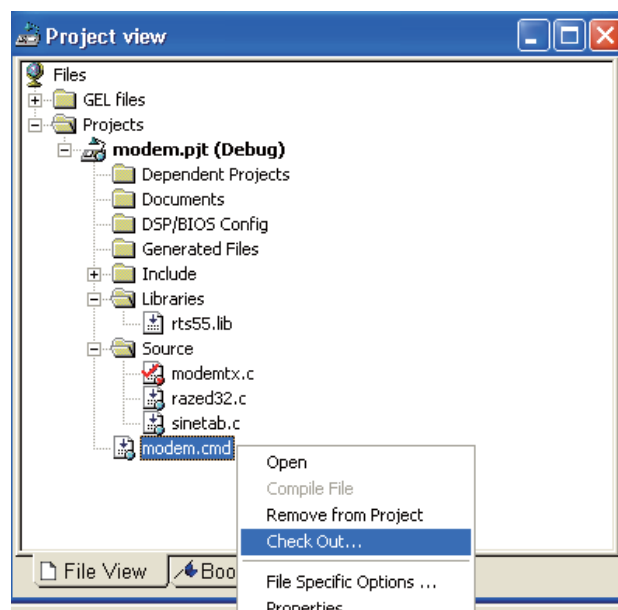 Project view
Files
GEL files
Projects
modem.pjt (Debug)
Dependent Projects
Documents
DSP/BIOS Config
Generated Files
Include
Libraries
rts55.lib
Source
modemtx.c
razed32.c
sinetab.c
modem.cmd
Open
Compile File
Remove from Project
Check Out...
File View
Boo
File Specific Options ...
Properties